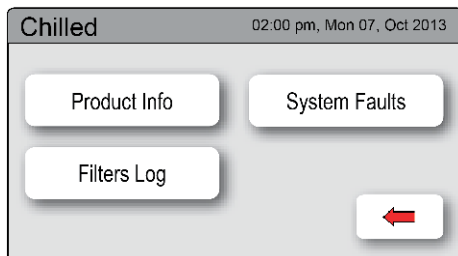 Chilled 02:00 pm, Mon 07, Oct 2013
Product Info System Faults
Filters Log